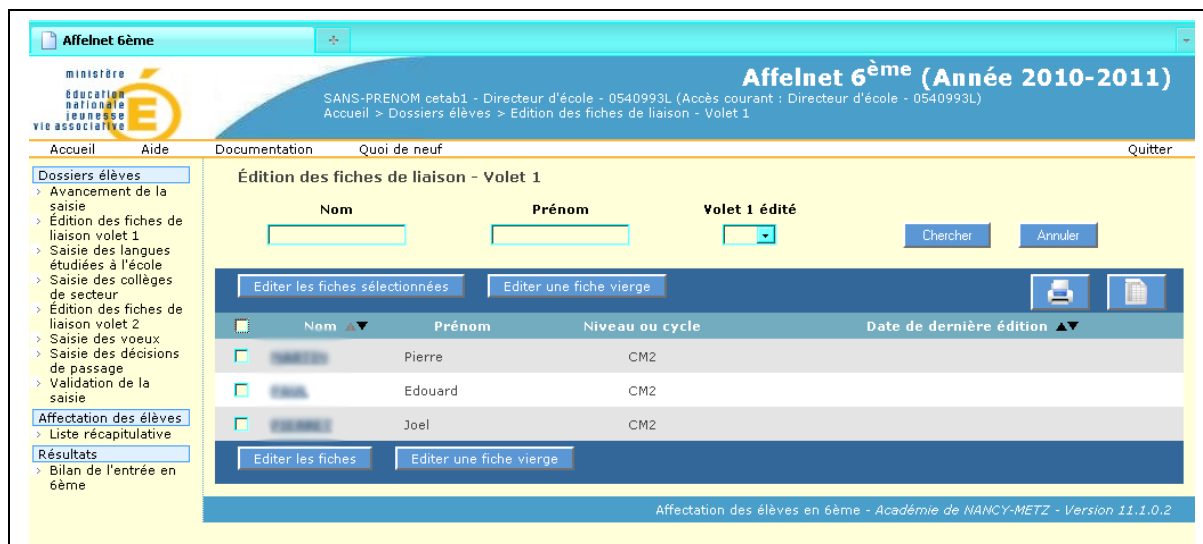 Affelnet 6ème
ministère
éducation
nationale
jeunesse
vie associative
É
Affelnet 6ème (Année 2010-2011)
SANS-PRENOM cetab1 - Directeur d'école - 0540993L (Accès courant : Directeur d'école - 0540993L)
Accueil > Dossiers élèves > Edition des fiches de liaison - Volet 1
Accueil Aide Documentation Quoi de neuf Quitter
Dossiers élèves
> Avancement de la
saisie
> Édition des fiches de
liaison volet 1
> Saisie des langues
étudiées à l'école
> Saisie des collèges
de secteur
> Édition des fiches de
liaison volet 2
> Saisie des voeux
> Saisie des décisions
de passage
> Validation de la
saisie
Affectation des élèves
> Liste récapitulative
Résultats
> Bilan de l'entrée en
6ème
Édition des fiches de liaison - Volet 1
Nom Prénom Volet 1 édité
Chercher Annuler
Editer les fiches sélectionnées Editer une fiche vierge
Nom Prénom Niveau ou cycle Date de dernière édition
Pierre CM2
Edouard CM2
Joel CM2
Editer les fiches Editer une fiche vierge
Affectation des élèves en 6ème - Académie de NANCY-METZ - Version 11.1.0.2